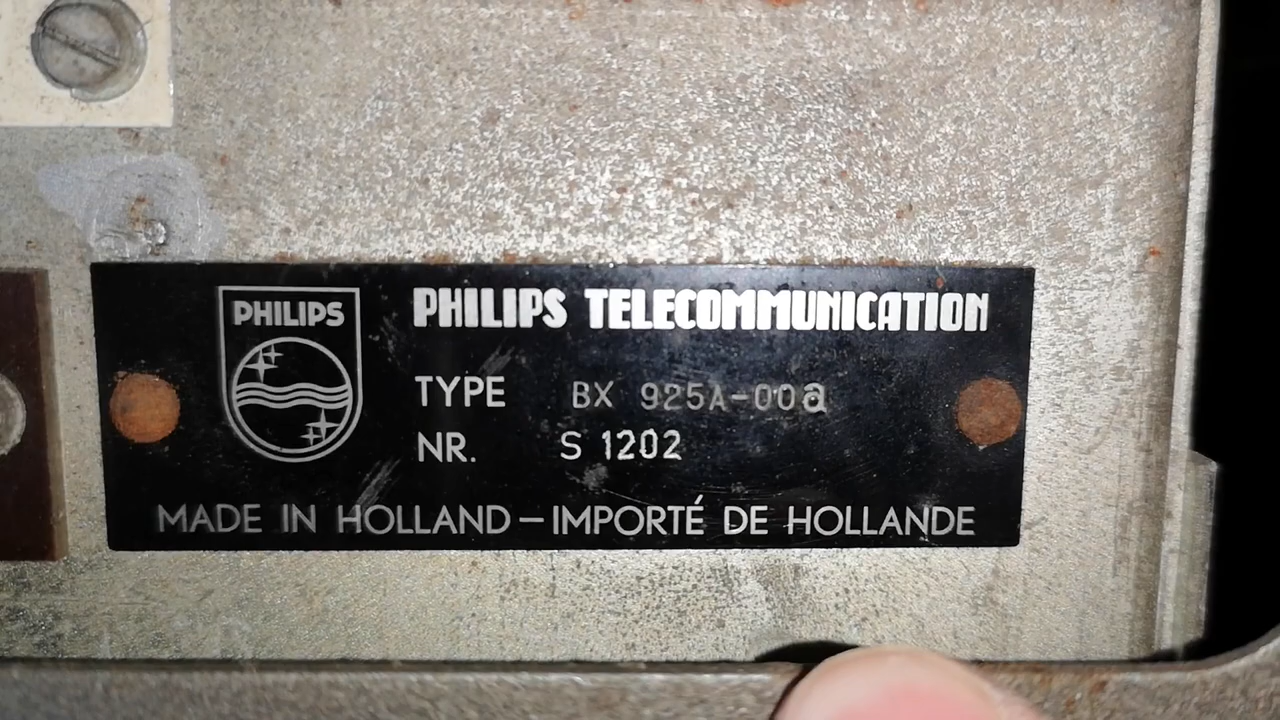 PHILIPS
PHILIPS TELECOMMUNICATION
TYPE BX 925A-00a
NR. S 1202
MADE IN HOLLAND – IMPORTÉ DE HOLLANDE